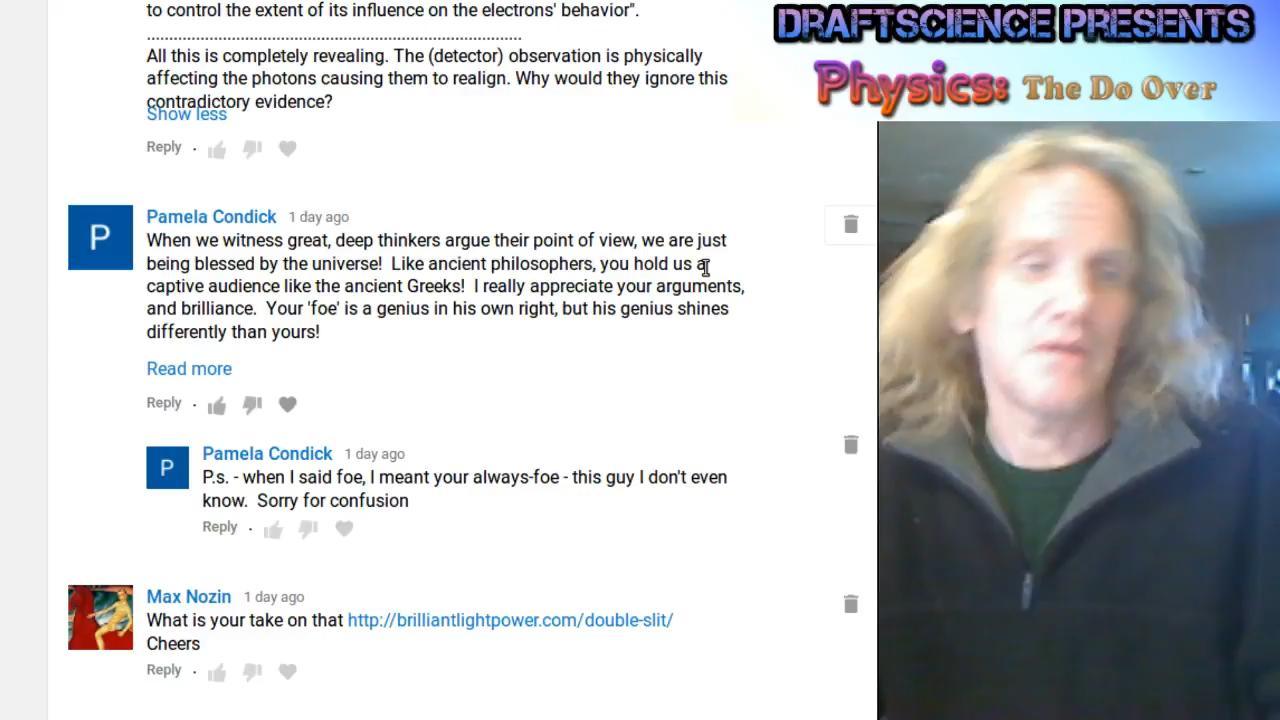 to control the extent of its influence on the electrons' behavior".
...................................................................................
All this is completely revealing. The (detector) observation is physically
affecting the photons causing them to realign. Why would they ignore this
contradictory evidence?
Show less
Reply
DRAFTSCIENCE PRESENTS
Physics: The Do Over
P
Pamela Condick 1 day ago
When we witness great, deep thinkers argue their point of view, we are just
being blessed by the universe! Like ancient philosophers, you hold us a
captive audience like the ancient Greeks! I really appreciate your arguments,
and brilliance. Your 'foe' is a genius in his own right, but his genius shines
differently than yours!
Read more
Reply
P
Pamela Condick 1 day ago
P.s. - when I said foe, I meant your always-foe - this guy I don't even
know. Sorry for confusion
Reply
Max Nozin 1 day ago
What is your take on that http://brilliantlightpower.com/double-slit/
Cheers
Reply